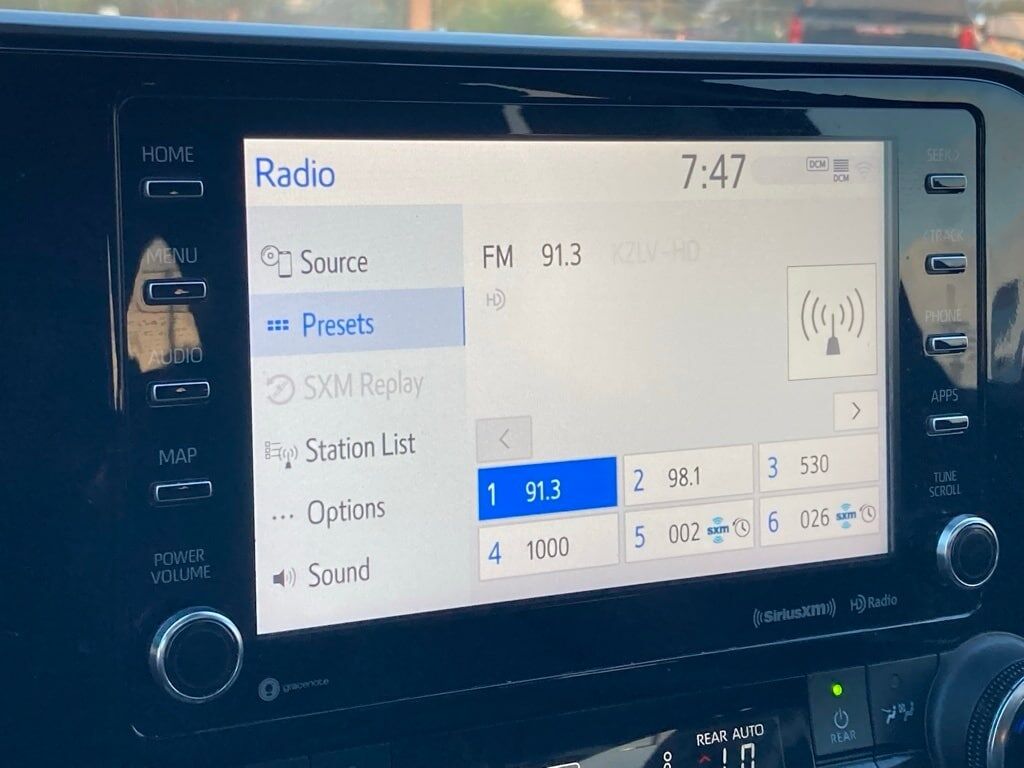 HOME
MENU
AUDIO
MAP
POWER
VOLUME
gracenote
Radio
7:47
DCM
DCM
Source
Presets
SXM Replay
Station List
... Options
Sound
FM 91.3 KZLV-HD
HD
<
>
1 91.3
2 98.1
3 530
4 1000
5 002 sxm
6 026 sxm
SEEK >
< TRACK
PHONE
APPS
TUNE
SCROLL
((SiriusXM))
HD Radio
REAR
REAR AUTO